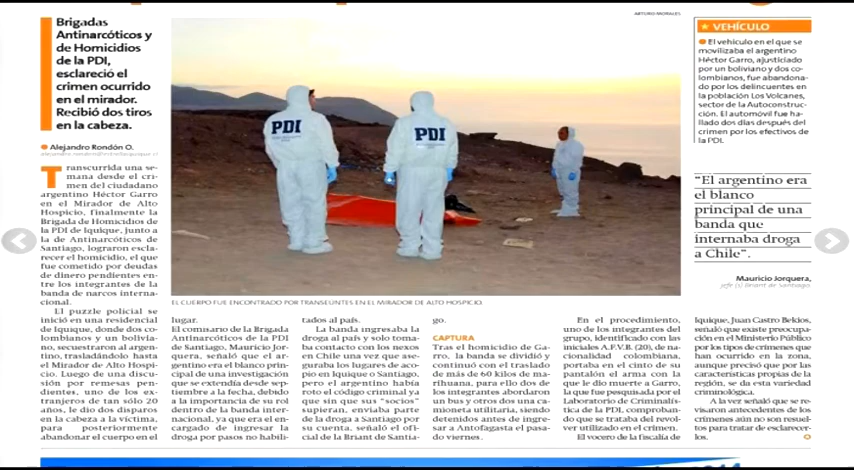 Brigadas
Antinarcóticos y
de Homicidios
de la PDI,
esclareció el
crimen ocurrido
en el mirador.
Recibió dos tiros
en la cabeza.
Alejandro Rondón O.
Transcurrida una se-
mana desde el cri-
men del ciudadano
argentino Héctor Garro
en el Mirador de Alto
Hospicio, finalmente la
Brigada de Homicidios de
la PDI de Iquique, junto a
la de Antinarcóticos de
Santiago, lograron escla-
recer el homicidio, el que
fue cometido por deudas
de dinero pendientes en-
tre los integrantes de la
banda de narcos interna-
cional.
El puzzle policial se
inició en una residencial
de Iquique, donde dos co-
lombianos y un bolivia-
no, secuestraron al argen-
tino, trasladándolo hasta
el Mirador de Alto Hospi-
cio. Luego de una discu-
sión por remesas pen-
dientes, uno de los ex-
tranjeros de tan sólo 20
años, le dio dos disparos
en la cabeza a la víctima,
para posteriormente
abandonar el cuerpo en el
ARTURO MORALES
PDI
PDI
EL CUERPO FUE ENCONTRADO POR TRANSEUNTES EN EL MIRADOR DE ALTO HOSPICIO.
lugar.
El comisario de la Brigada
Antinarcóticos de la PDI
de Santiago, Mauricio Jor-
quera, señaló que el ar-
gentino era el blanco prin-
cipal de una investigación
que se extendía desde sep-
tiembre a la fecha, debido
a la importancia de su rol
dentro de la banda inter-
nacional, ya que era el en-
cargado de ingresar la
droga por pasos no habili-
tados al país.
La banda ingresaba la
droga al país y solo toma
ba contacto con los nexos
en Chile una vez que ase-
guraba los lugares de aco-
pio en Iquique o Santiago,
pero el argentino había
roto el código criminal ya
que sin que sus "socios"
supieran, enviaba parte
de la droga a Santiago por
su cuenta, señaló el ofi-
cial de la Briant de Santia-
go.
CAPTURA
Tras el homicidio de Ga-
rro, la banda se dividió y
continuó con el traslado
de más de 60 kilos de ma-
rihuana, para ello dos de
los integrantes abordaron
un bus y otros dos una ca-
mioneta utilitaria, siendo
detenidos antes de ingre-
sar a Antofagasta el pasa-
do viernes.
En el procedimiento,
uno de los integrantes del
grupo, identificado con las
iniciales A.F.V.B. (20), de na-
cionalidad colombiana,
portaba en el cinto de su
pantalón el arma con la
que le dio muerte a Garro,
la que fue pesquisada por el
Laboratorio de Criminalís-
tica de la PDI, comproban-
do que se trataba del revol-
ver utilizado en el crimen.
El vocero de la fiscalía de
VEHÍCULO
El vehículo en el que se
movilizaba el argentino
Héctor Garro, ajusticiado
por un boliviano y dos co-
lombianos, fue abandona-
do por los delincuentes en
la población Los Volcanes,
sector de la Autoconstruc-
ción. El automóvil fue ha-
llado dos días después del
crimen por los efectivos de
la PDI.
"El argentino era
el blanco
principal de una
banda que
internaba droga
a Chile".
Mauricio Jorquera,
jefe (s) Briant de Santiago.
Iquique, Juan Castro Bekios,
señaló que existe preocupa-
ción en el Ministerio Público
por los tipos de crímenes que
han ocurrido en la zona,
aunque precisó que por las
características propias de la
región, se da esta variedad
criminológica.
A la vez señaló que se re-
visaron antecedentes de los
crímenes aún no son resuel-
tos para tratar de esclarecer-
los.